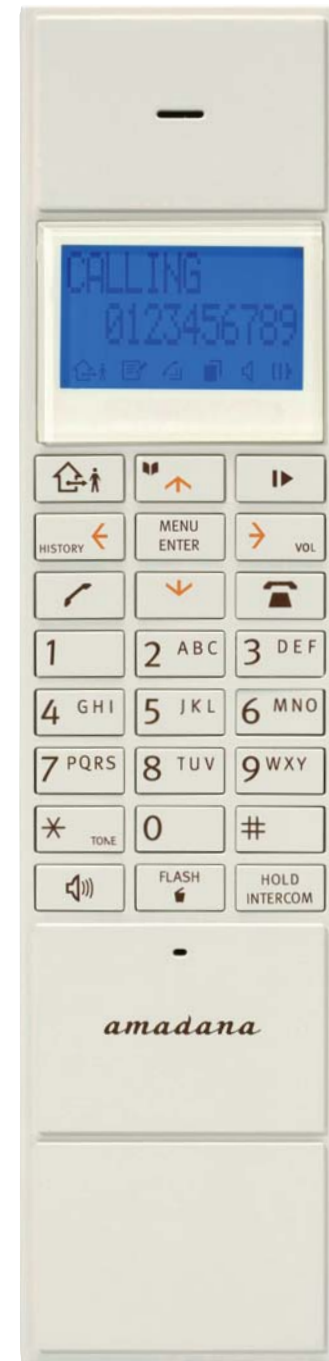 CALLING
0123456789
HISTORY
MENU
ENTER
VOL
1
2 ABC
3 DEF
4 GHI
5 JKL
6 MNO
7 PQRS
8 TUV
9 WXY
* TONE
0
#
FLASH
HOLD
INTERCOM
amadana